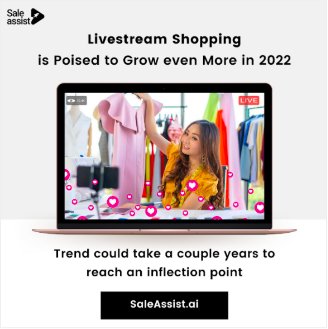 Sale
assist
Livestream Shopping
is Poised to Grow even More in 2022
LIVE
Trend could take a couple years to
reach an inflection point
SaleAssist.ai